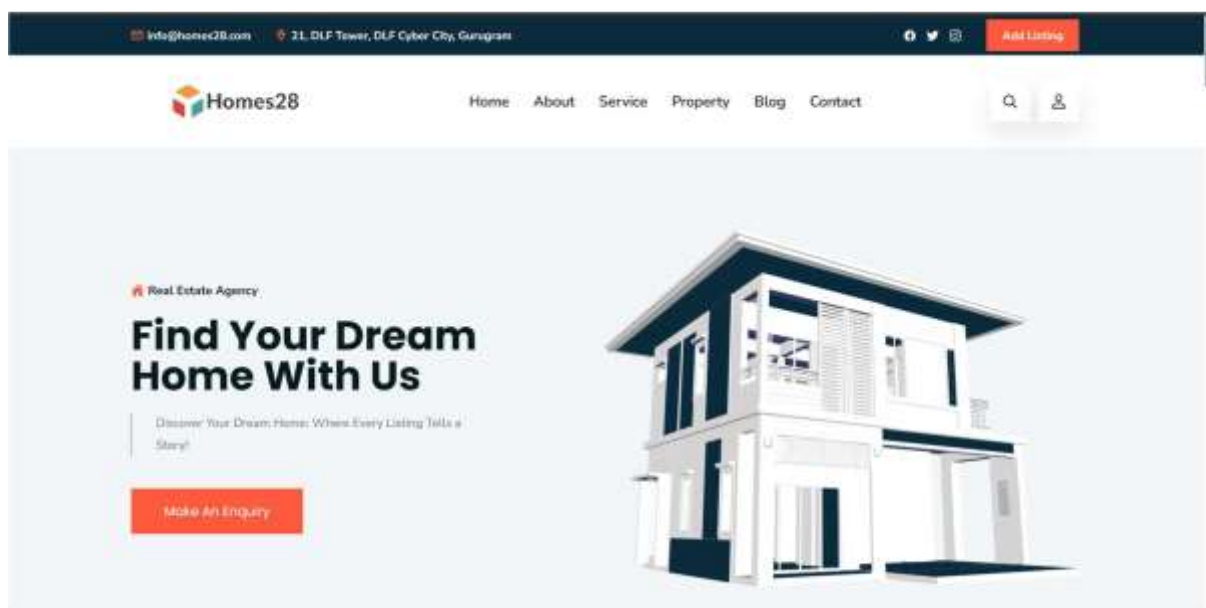 info@homes28.com
21, DLF Tower, DLF Cyber City, Gurugram
Add Listing
Homes28
Home About Service Property Blog Contact
Real Estate Agency
Find Your Dream
Home With Us
Discover Your Dream Home: Where Every Listing Tells a
Story!
Make An Enquiry